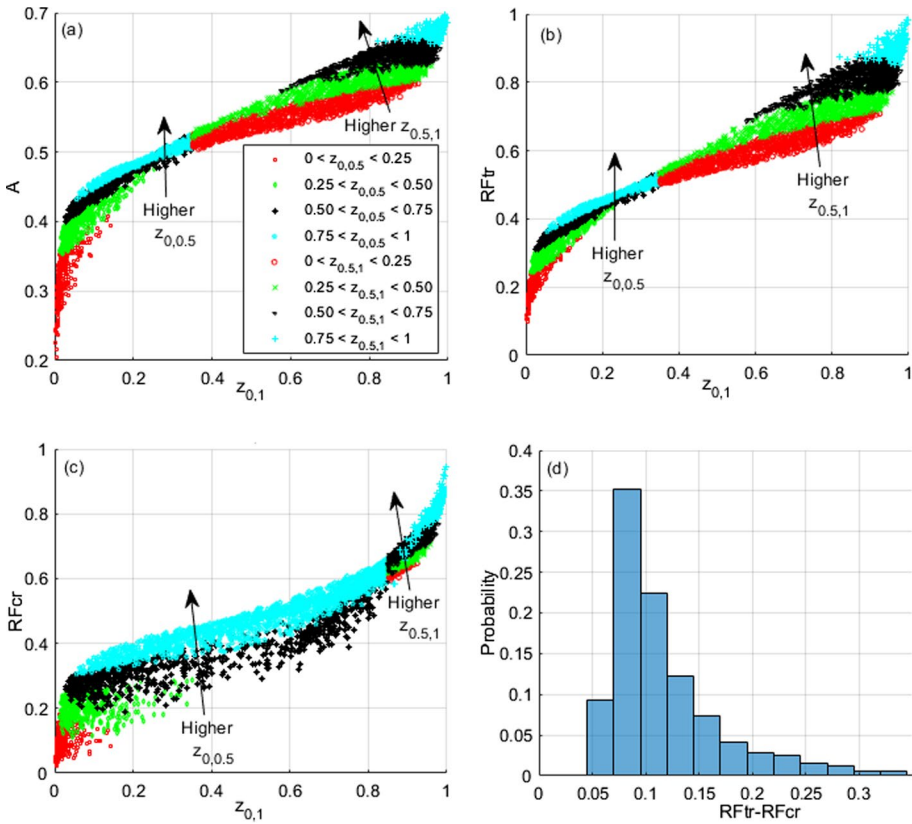 (a)
0.7
0.6
0.5
0.4
0.3
0.2
A
Higher z0.5,1
Higher
z0,0.5
0 < z0,0.5 < 0.25
0.25 < z0,0.5 < 0.50
0.50 < z0,0.5 < 0.75
0.75 < z0,0.5 < 1
0 < z0.5,1 < 0.25
0.25 < z0.5,1 < 0.50
0.50 < z0.5,1 < 0.75
0.75 < z0.5,1 < 1
0 0.2 0.4 0.6 0.8 1
z0,1
(b)
1
0.8
0.6
0.4
0.2
0
RFtr
Higher
z0.5,1
Higher
z0,0.5
0 0.2 0.4 0.6 0.8 1
z0,1
(c)
1
0.8
0.6
0.4
0.2
0
RFcr
Higher
z0.5,1
Higher
z0,0.5
0 0.2 0.4 0.6 0.8 1
z0,1
(d)
0.4
0.35
0.3
0.25
0.2
0.15
0.1
0.05
0
Probability
0 0.05 0.1 0.15 0.2 0.25 0.3
RFtr-RFcr